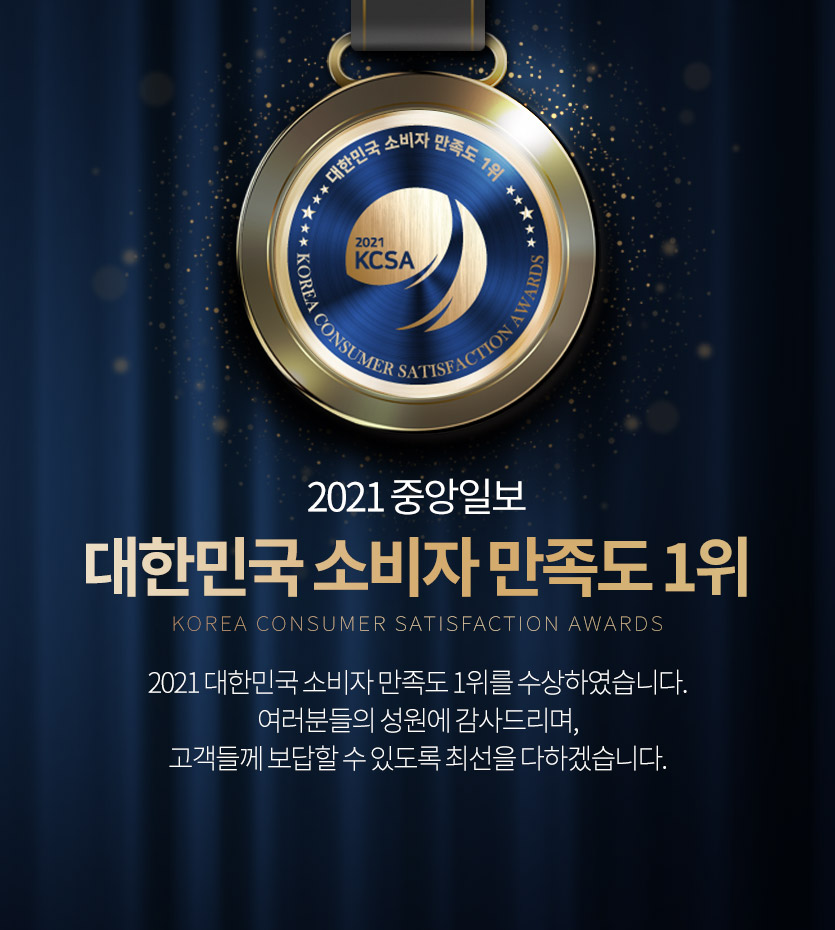 대한민국 소비자 만족도 1위
2021
KCSA
KOREA CONSUMER SATISFACTION AWARDS
2021 중앙일보
대한민국 소비자 만족도 1위
KOREA CONSUMER SATISFACTION AWARDS
2021 대한민국 소비자 만족도 1위를 수상하였습니다.
여러분들의 성원에 감사드리며,
고객들께 보답할 수 있도록 최선을 다하겠습니다.